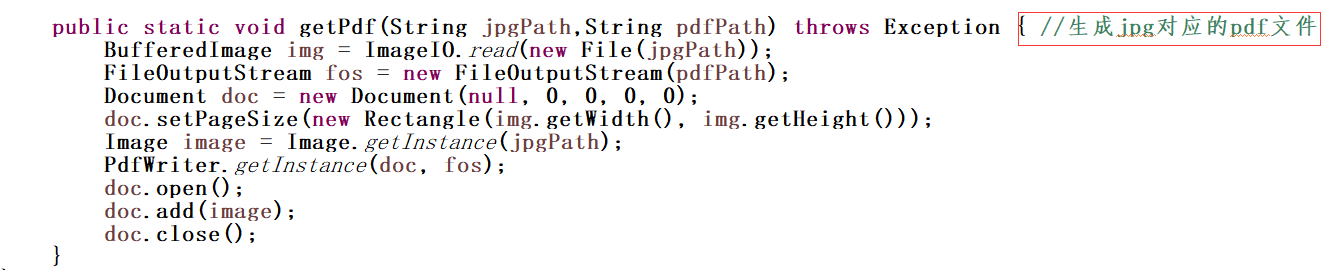 public static void getPdf(String jpgPath,String pdfPath) throws Exception { //生成jpg对应的pdf文件
BufferedImage img = ImageIO.read(new File(jpgPath));
FileOutputStream fos = new FileOutputStream(pdfPath);
Document doc = new Document(null, 0, 0, 0, 0);
doc.setPageSize(new Rectangle(img.getWidth(), img.getHeight()));
Image image = Image.getInstance(jpgPath);
PdfWriter.getInstance(doc, fos);
doc.open();
doc.add(image);
doc.close();
}